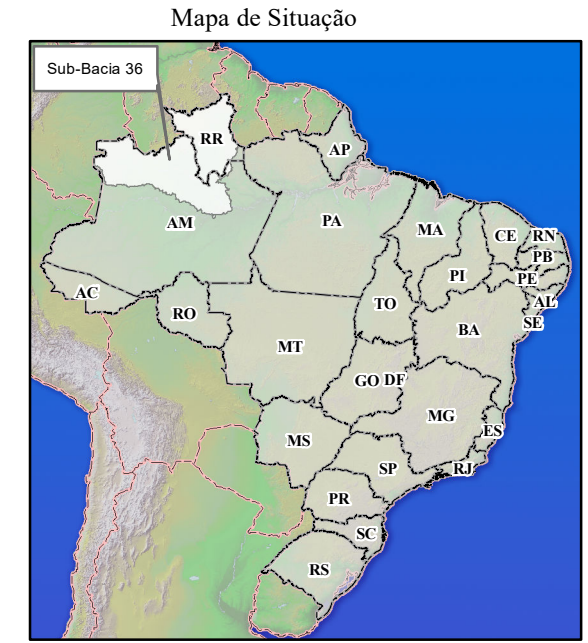 Mapa de Situação
Sub-Bacia 36
RR
AP
AM
PA
MA
CE
RN
PB
PE
PI
AL
SE
AC
RO
TO
BA
MT
GO
DF
MG
ES
MS
SP
RJ
PR
SC
RS